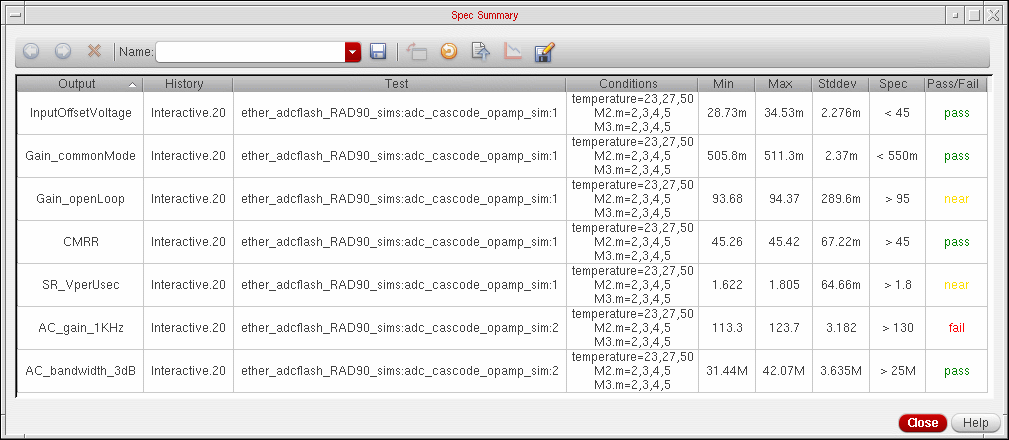 Spec Summary
Name:
Output History Test Conditions Min Max Stddev Spec Pass/Fail
InputOffsetVoltage Interactive.20 ether_adcflash_RAD90_sims:adc_cascode_opamp_sim:1 temperature=23,27,50 28.73m 34.53m 2.276m < 45 pass
M2.m=2,3,4,5
M3.m=2,3,4,5
Gain_commonMode Interactive.20 ether_adcflash_RAD90_sims:adc_cascode_opamp_sim:1 temperature=23,27,50 505.8m 511.3m 2.37m < 550m pass
M2.m=2,3,4,5
M3.m=2,3,4,5
Gain_openLoop Interactive.20 ether_adcflash_RAD90_sims:adc_cascode_opamp_sim:1 temperature=23,27,50 93.68 94.37 289.6m > 95 near
M2.m=2,3,4,5
M3.m=2,3,4,5
CMRR Interactive.20 ether_adcflash_RAD90_sims:adc_cascode_opamp_sim:1 temperature=23,27,50 45.26 45.42 67.22m > 45 pass
M2.m=2,3,4,5
M3.m=2,3,4,5
SR_VperUsec Interactive.20 ether_adcflash_RAD90_sims:adc_cascode_opamp_sim:1 temperature=23,27,50 1.622 1.805 64.66m > 1.8 near
M2.m=2,3,4,5
M3.m=2,3,4,5
AC_gain_1KHz Interactive.20 ether_adcflash_RAD90_sims:adc_cascode_opamp_sim:2 temperature=23,27,50 113.3 123.7 3.182 > 130 fail
M2.m=2,3,4,5
M3.m=2,3,4,5
AC_bandwidth_3dB Interactive.20 ether_adcflash_RAD90_sims:adc_cascode_opamp_sim:2 temperature=23,27,50 31.44M 42.07M 3.635M > 25M pass
M2.m=2,3,4,5
M3.m=2,3,4,5
Close Help